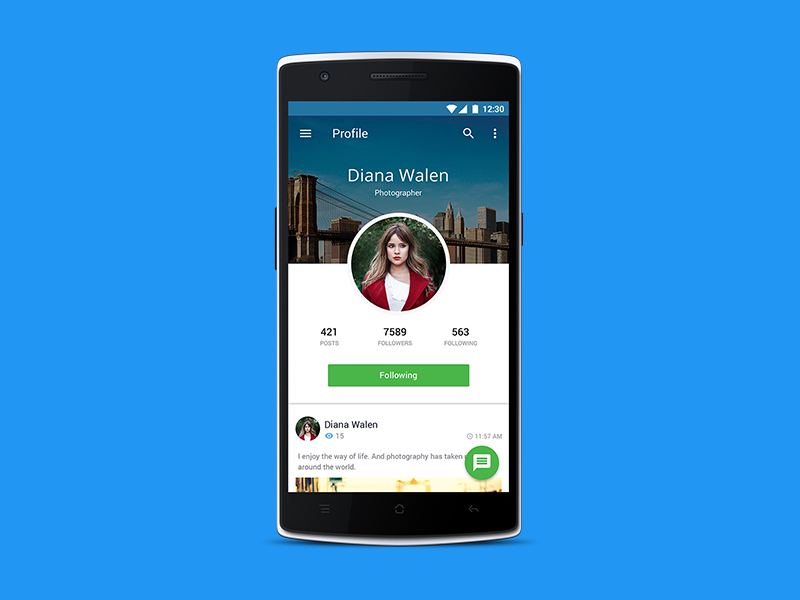 12:30
Profile
Diana Walen
Photographer
421 7589 563
POSTS FOLLOWERS FOLLOWING
Following
Diana Walen
15 11:57 AM
I enjoy the way of life. And photography has taken
around the world.